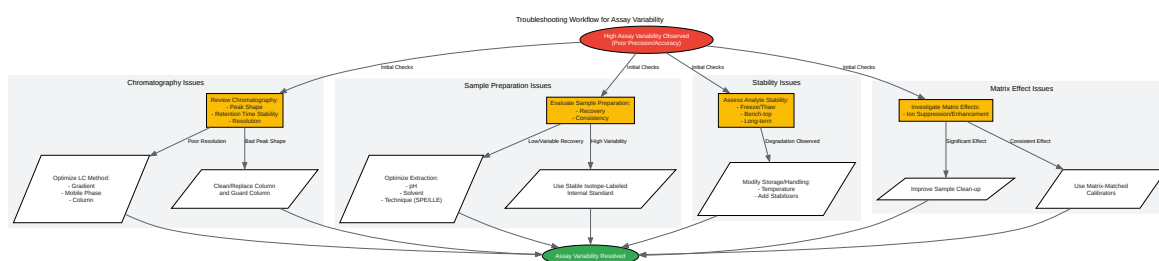 Troubleshooting Workflow for Assay Variability
High Assay Variability Observed
(Poor Precision/Accuracy)
Initial Checks
Initial Checks
Initial Checks
Initial Checks
Chromatography Issues
Review Chromatography:
- Peak Shape
- Retention Time Stability
- Resolution
Poor Resolution
Bad Peak Shape
Optimize LC Method:
- Gradient
- Mobile Phase
- Column
Clean/Replace Column
and Guard Column
Sample Preparation Issues
Evaluate Sample Preparation:
- Recovery
- Consistency
Low/Variable Recovery
High Variability
Optimize Extraction:
- pH
- Solvent
- Technique (SPE/LLE)
Use Stable Isotope-Labeled
Internal Standard
Stability Issues
Assess Analyte Stability:
- Freeze/Thaw
- Bench-top
- Long-term
Degradation Observed
Modify Storage/Handling:
- Temperature
- Add Stabilizers
Matrix Effect Issues
Investigate Matrix Effects:
- Ion Suppression/Enhancement
Significant Effect
Consistent Effect
Improve Sample Clean-up
Use Matrix-Matched
Calibrators
Assay Variability Resolved